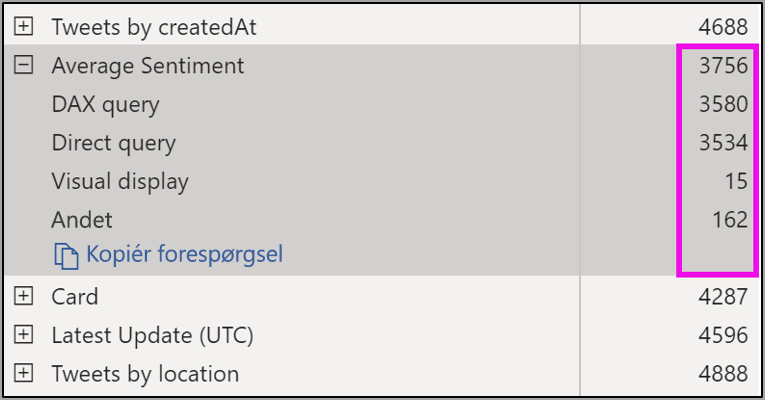 Tweets by createdAt 4688
Average Sentiment 3756
DAX query 3580
Direct query 3534
Visual display 15
Andet 162
Kopiér forespørgsel
Card 4287
Latest Update (UTC) 4596
Tweets by location 4888